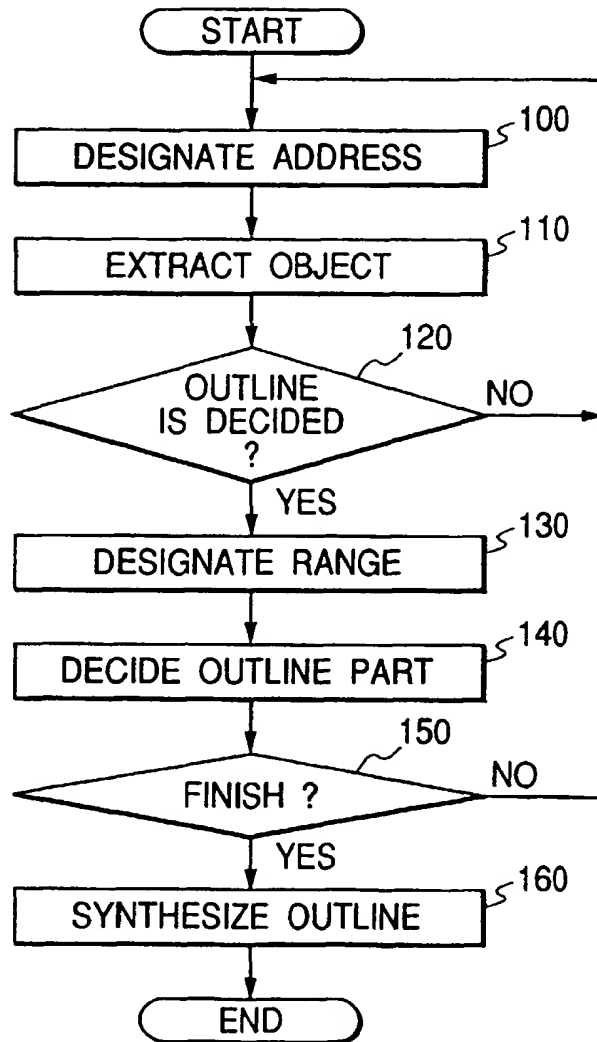 START
100
DESIGNATE ADDRESS
110
EXTRACT OBJECT
120
OUTLINE
IS DECIDED
?
NO
YES
130
DESIGNATE RANGE
140
DECIDE OUTLINE PART
150
FINISH ?
NO
YES
160
SYNTHESIZE OUTLINE
END